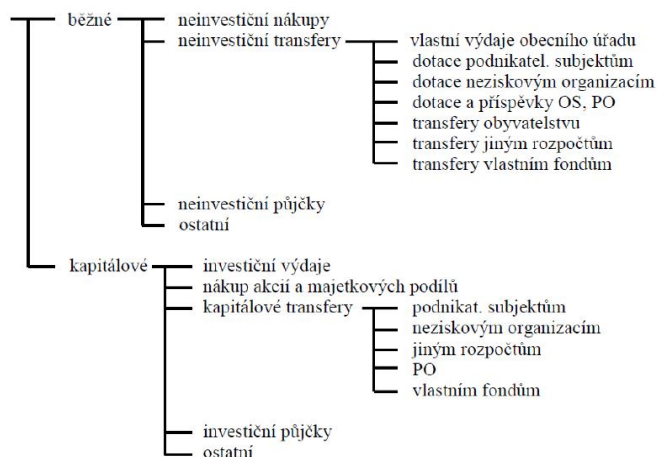 běžné
neinvestiční nákupy
neinvestiční transfery
vlastní výdaje obecního úřadu
dotace podnikatel. subjektům
dotace neziskovým organizacím
dotace a příspěvky OS, PO
transfery obyvatelstvu
transfery jiným rozpočtům
transfery vlastním fondům
neinvestiční půjčky
ostatní
kapitálové
investiční výdaje
nákup akcií a majetkových podílů
kapitálové transfery
podnikat. subjektům
neziskovým organizacím
jiným rozpočtům
PO
vlastním fondům
investiční půjčky
ostatní